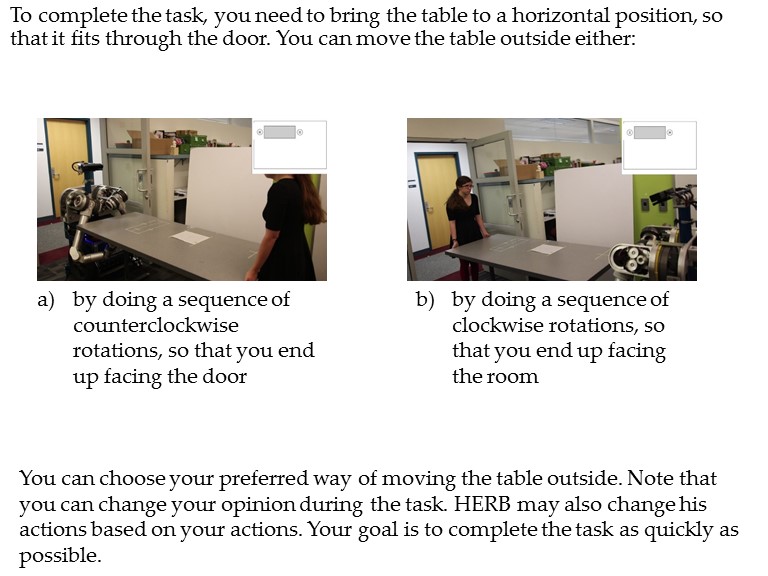 To complete the task, you need to bring the table to a horizontal position, so
that it fits through the door. You can move the table outside either:
a) by doing a sequence of
counterclockwise
rotations, so that you end
up facing the door
b) by doing a sequence of
clockwise rotations, so
that you end up facing
the room
You can choose your preferred way of moving the table outside. Note that
you can change your opinion during the task. HERB may also change his
actions based on your actions. Your goal is to complete the task as quickly as
possible.